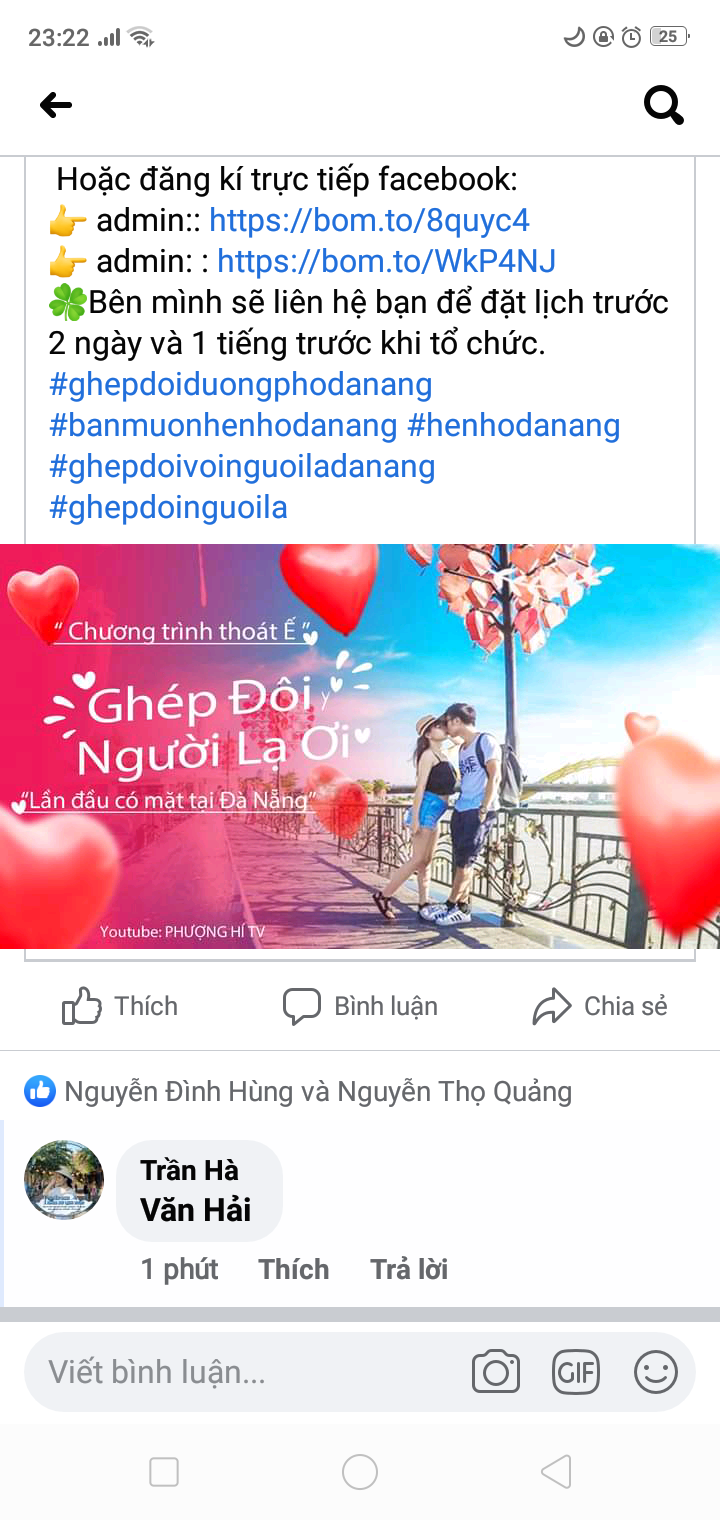 23:22
25
Hoặc đăng kí trực tiếp facebook:
👉 admin:: https://bom.to/8quyc4
👉 admin: : https://bom.to/WkP4NJ
🍀Bên mình sẽ liên hệ bạn để đặt lịch trước
2 ngày và 1 tiếng trước khi tổ chức.
#ghepdoiduongphodanang
#banmuonhenhodanang #henhodanang
#ghepdoivoinguoiladanang
#ghepdoinguoila
“ Chương trình thoát Ế ”
Ghép Đôi
Người Lạ Ơi
“Lần đầu có mặt tại Đà Nẵng”
Youtube: PHƯỢNG HÍ TV
Thích
Bình luận
Chia sẻ
Nguyễn Đình Hùng và Nguyễn Thọ Quảng
Trần Hà
Văn Hải
1 phút Thích Trả lời
Viết bình luận...
GIF